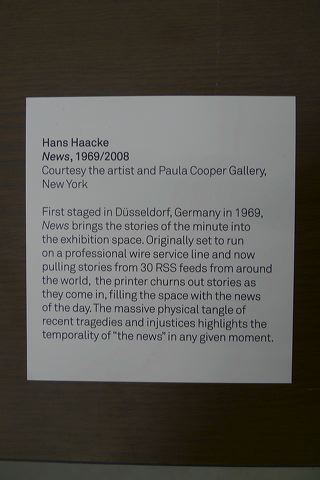 Hans Haacke
News, 1969/2008
Courtesy the artist and Paula Cooper Gallery,
New York
First staged in Düsseldorf, Germany in 1969,
News brings the stories of the minute into
the exhibition space. Originally set to run
on a professional wire service line and now
pulling stories from 30 RSS feeds from around
the world, the printer churns out stories as
they come in, filling the space with the news
of the day. The massive physical tangle of
recent tragedies and injustices highlights the
temporality of "the news" in any given moment.